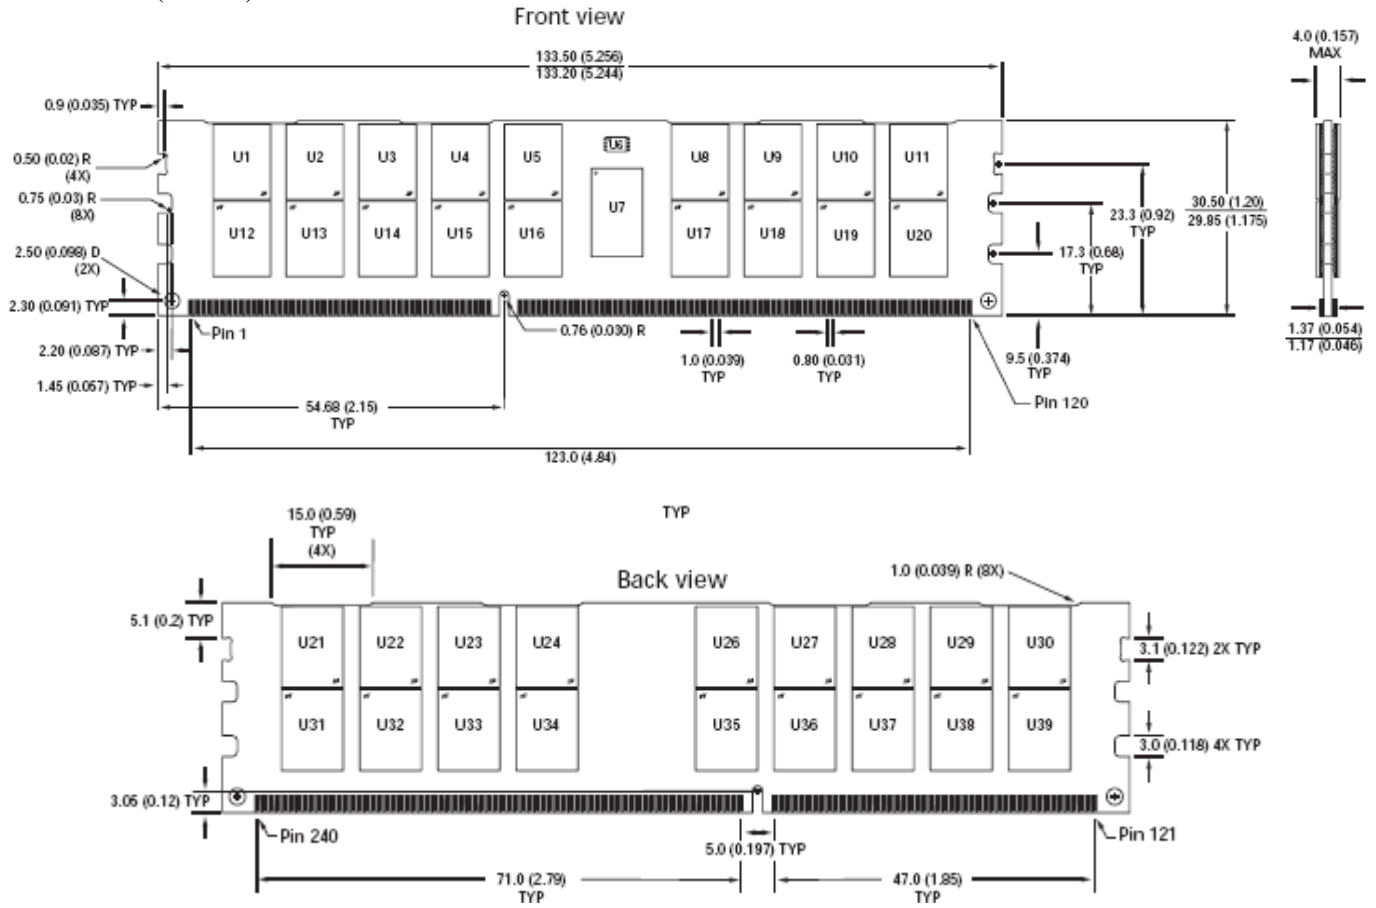 Front view
133.50 (5.256)
133.20 (5.244)
4.0 (0.157)
MAX
0.9 (0.035) TYP
0.50 (0.02) R
(4X)
0.75 (0.03) R
(8X)
2.50 (0.098) D
(2X)
2.30 (0.091) TYP
2.20 (0.087) TYP
1.45 (0.057) TYP
U1 U2 U3 U4 U5 U6 U8 U9 U10 U11
U7
U12 U13 U14 U15 U16 U17 U18 U19 U20
23.3 (0.92)
TYP
17.3 (0.68)
TYP
30.50 (1.20)
29.85 (1.175)
Pin 1
0.76 (0.030) R
1.0 (0.039)
TYP
0.80 (0.031)
TYP
9.5 (0.374)
TYP
1.37 (0.054)
1.17 (0.046)
54.68 (2.15)
TYP
Pin 120
123.0 (4.84)
TYP
15.0 (0.59)
TYP
(4X)
Back view
1.0 (0.039) R (8X)
5.1 (0.2) TYP
U21 U22 U23 U24 U26 U27 U28 U29 U30
3.1 (0.122) 2X TYP
U31 U32 U33 U34 U35 U36 U37 U38 U39
3.0 (0.118) 4X TYP
3.05 (0.12) TYP
Pin 240
Pin 121
5.0 (0.197) TYP
71.0 (2.79)
TYP
47.0 (1.85)
TYP